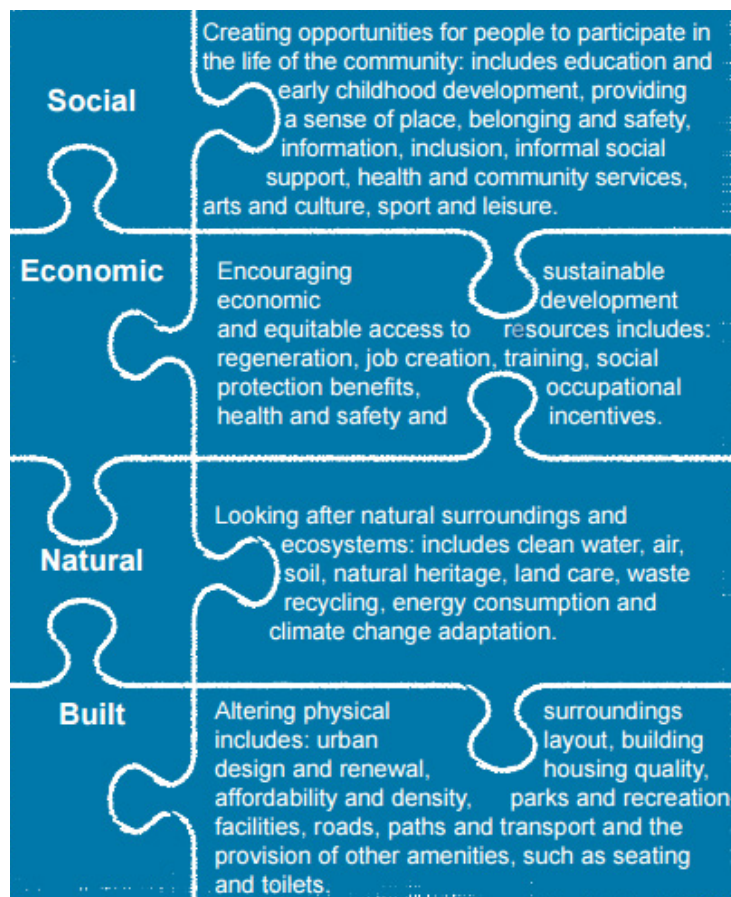 Social
Creating opportunities for people to participate in
the life of the community: includes education and
early childhood development, providing
a sense of place, belonging and safety,
information, inclusion, informal social
support, health and community services,
arts and culture, sport and leisure.
Economic
Encouraging sustainable
economic development
and equitable access to resources includes:
regeneration, job creation, training, social
protection benefits, occupational
health and safety and incentives.
Natural
Looking after natural surroundings and
ecosystems: includes clean water, air,
soil, natural heritage, land care, waste
recycling, energy consumption and
climate change adaptation.
Built
Altering physical surroundings
includes: urban layout, building
design and renewal, housing quality,
affordability and density, parks and recreation
facilities, roads, paths and transport and the
provision of other amenities, such as seating
and toilets.